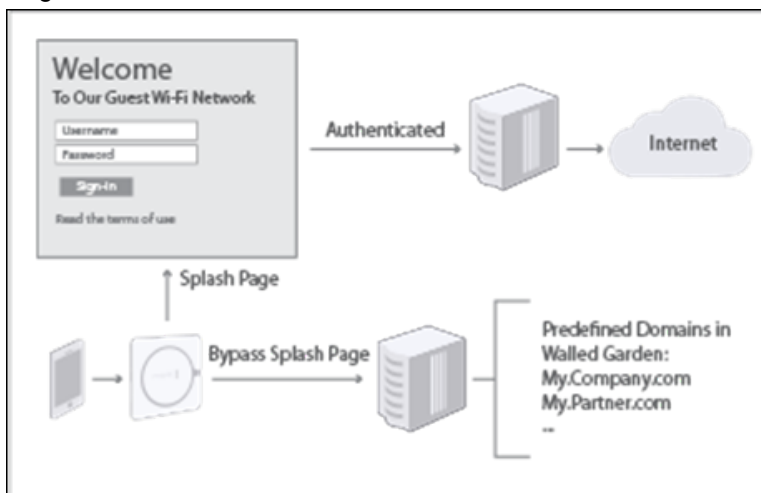 Welcome
To Our Guest Wi-Fi Network
Username
Password
Sign-In
Read the terms of use
Authenticated
Internet
Splash Page
Bypass Splash Page
Predefined Domains in
Walled Garden:
My.Company.com
My.Partner.com
...